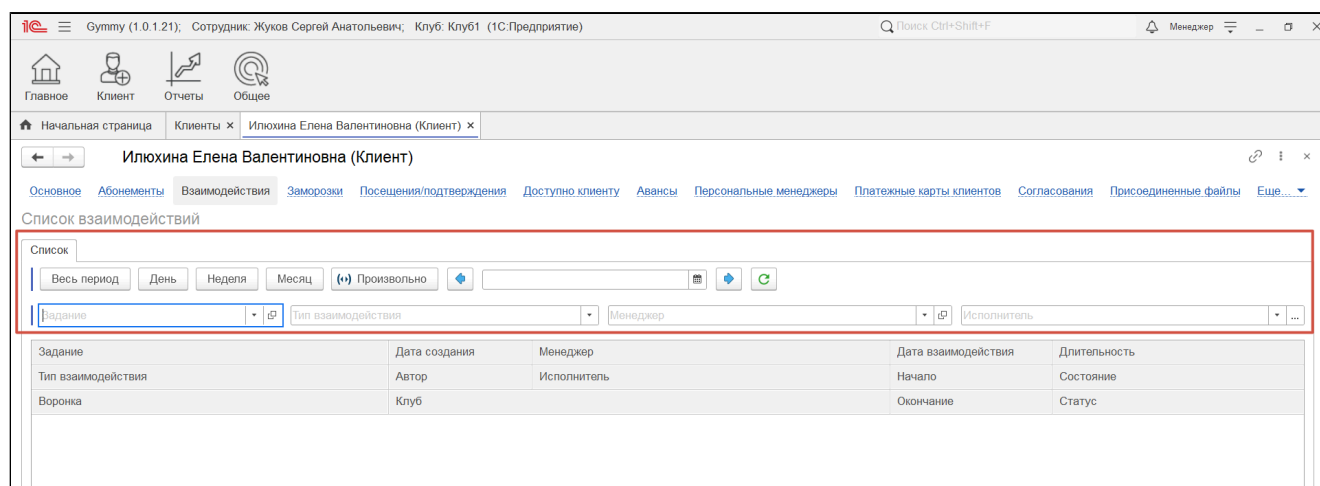 Gymmy (1.0.1.21); Сотрудник: Жуков Сергей Анатольевич; Клуб: Клуб1 (1С:Предприятие) Поиск Ctrl+Shift+F Менеджер
Главное Клиент Отчеты Общее
Начальная страница Клиенты × Илюхина Елена Валентиновна (Клиент) ×
Илюхина Елена Валентиновна (Клиент)
Основное Абонементы Взаимодействия Заморозки Посещения/подтверждения Доступно клиенту Авансы Персональные менеджеры Платежные карты клиентов Согласования Присоединенные файлы Еще...
Список взаимодействий
Список
Весь период День Неделя Месяц Произвольно
Задание Тип взаимодействия Менеджер Исполнитель ...
Задание Дата создания Менеджер Дата взаимодействия Длительность
Тип взаимодействия Автор Исполнитель Начало Состояние
Воронка Клуб Окончание Статус